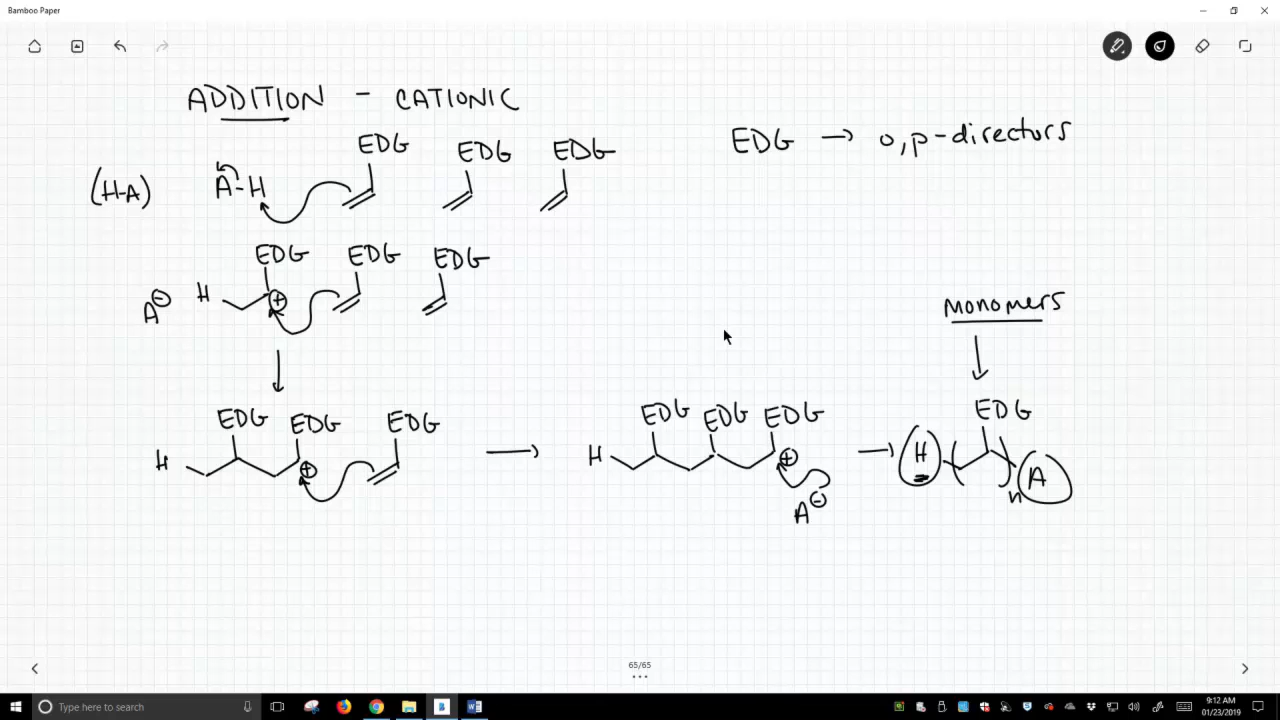 Bamboo Paper
ADDITION - CATIONIC
EDG → o,p-directors
EDG EDG EDG
(H-A) A-H
EDG EDG EDG
A⊖ H ⊕
monomers
EDG EDG EDG
H ⊕
EDG EDG EDG
H ⊕
A⊖
EDG
H ( ) n A
65/65
Type here to search
9:12 AM
01/23/2019